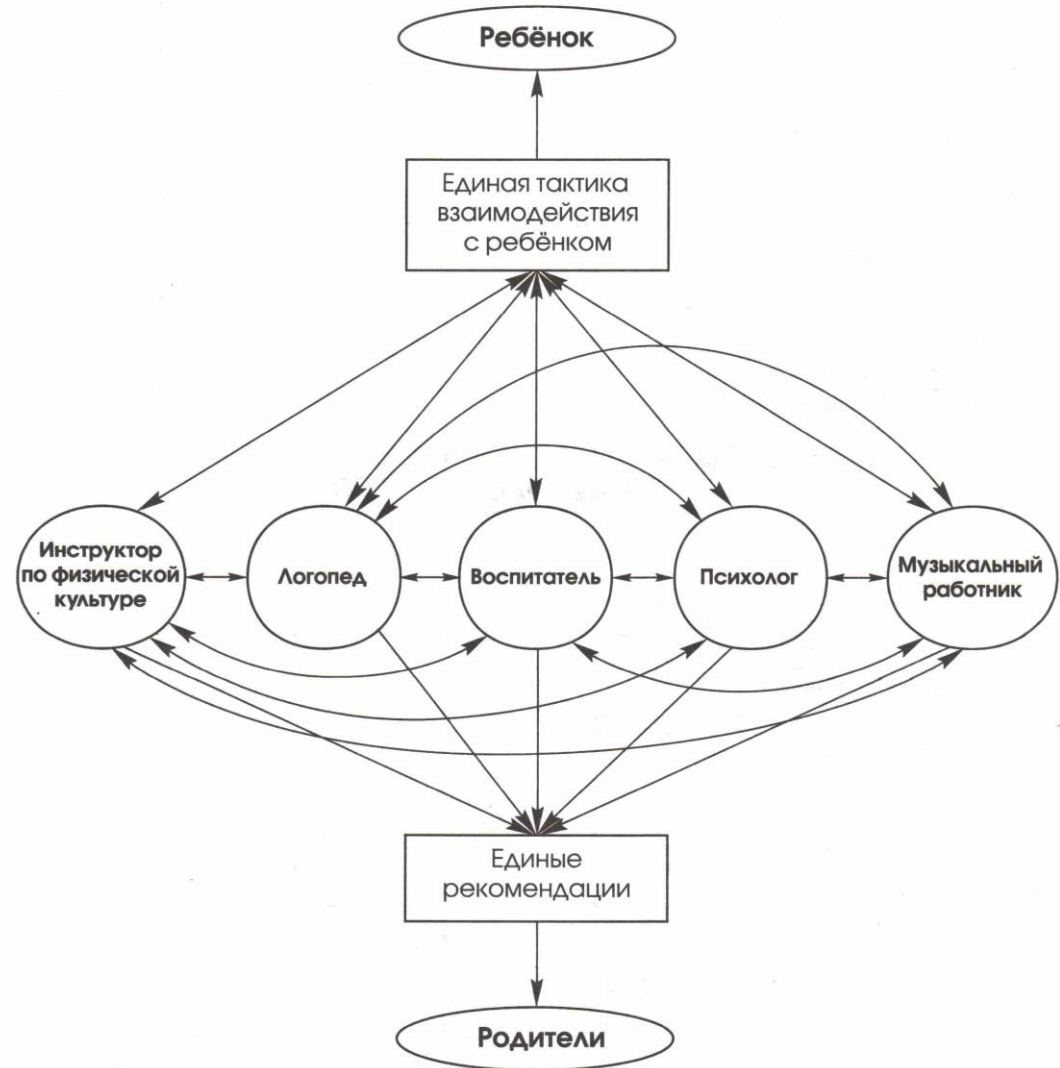 Ребёнок
Единая тактика
взаимодействия
с ребёнком
Инструктор
по физической
культуре
Логопед
Воспитатель
Психолог
Музыкальный
работник
Единые
рекомендации
Родители